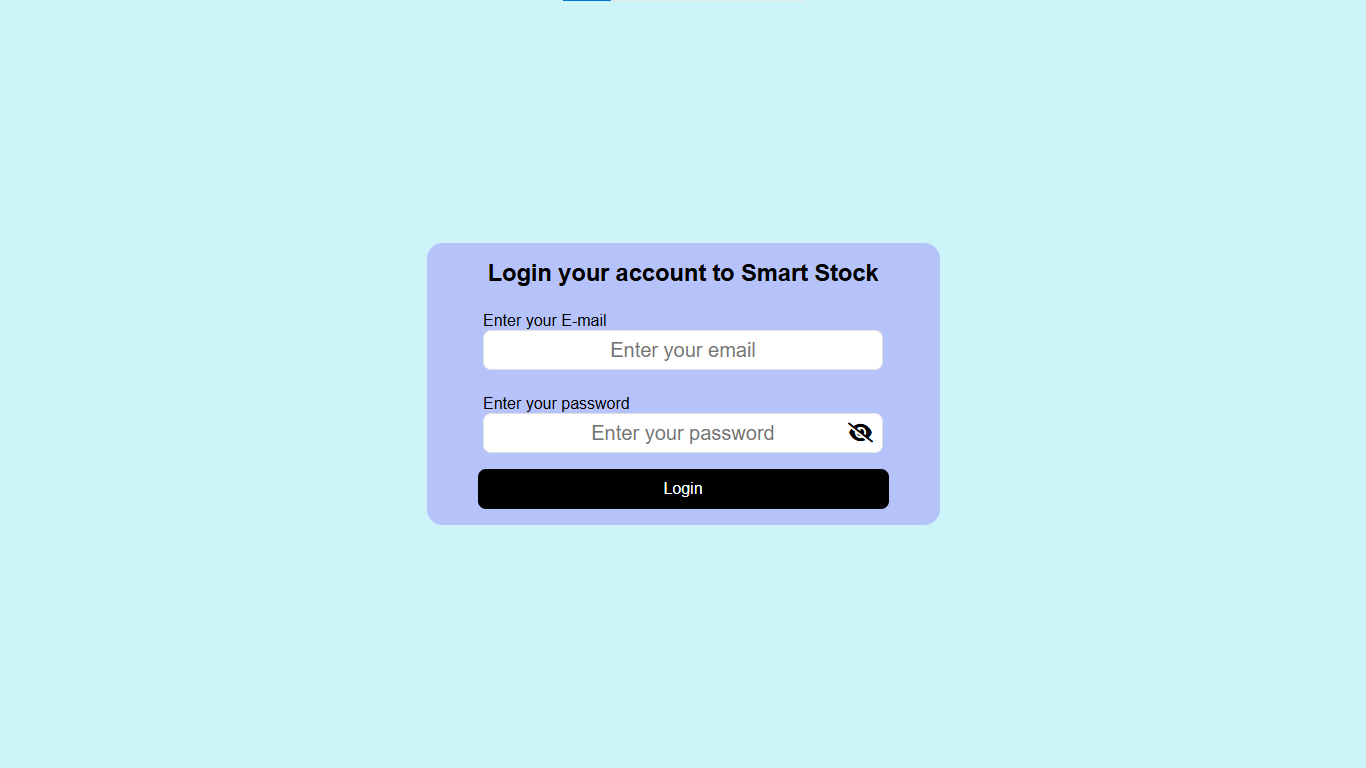 Login your account to Smart Stock
Enter your E-mail
Enter your email
Enter your password
Enter your password
Login